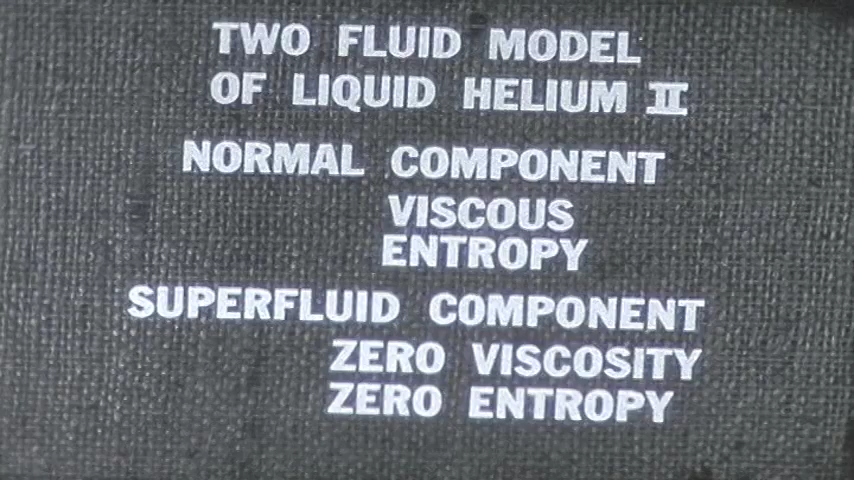 TWO FLUID MODEL
OF LIQUID HELIUM II
NORMAL COMPONENT
VISCOUS
ENTROPY
SUPERFLUID COMPONENT
ZERO VISCOSITY
ZERO ENTROPY